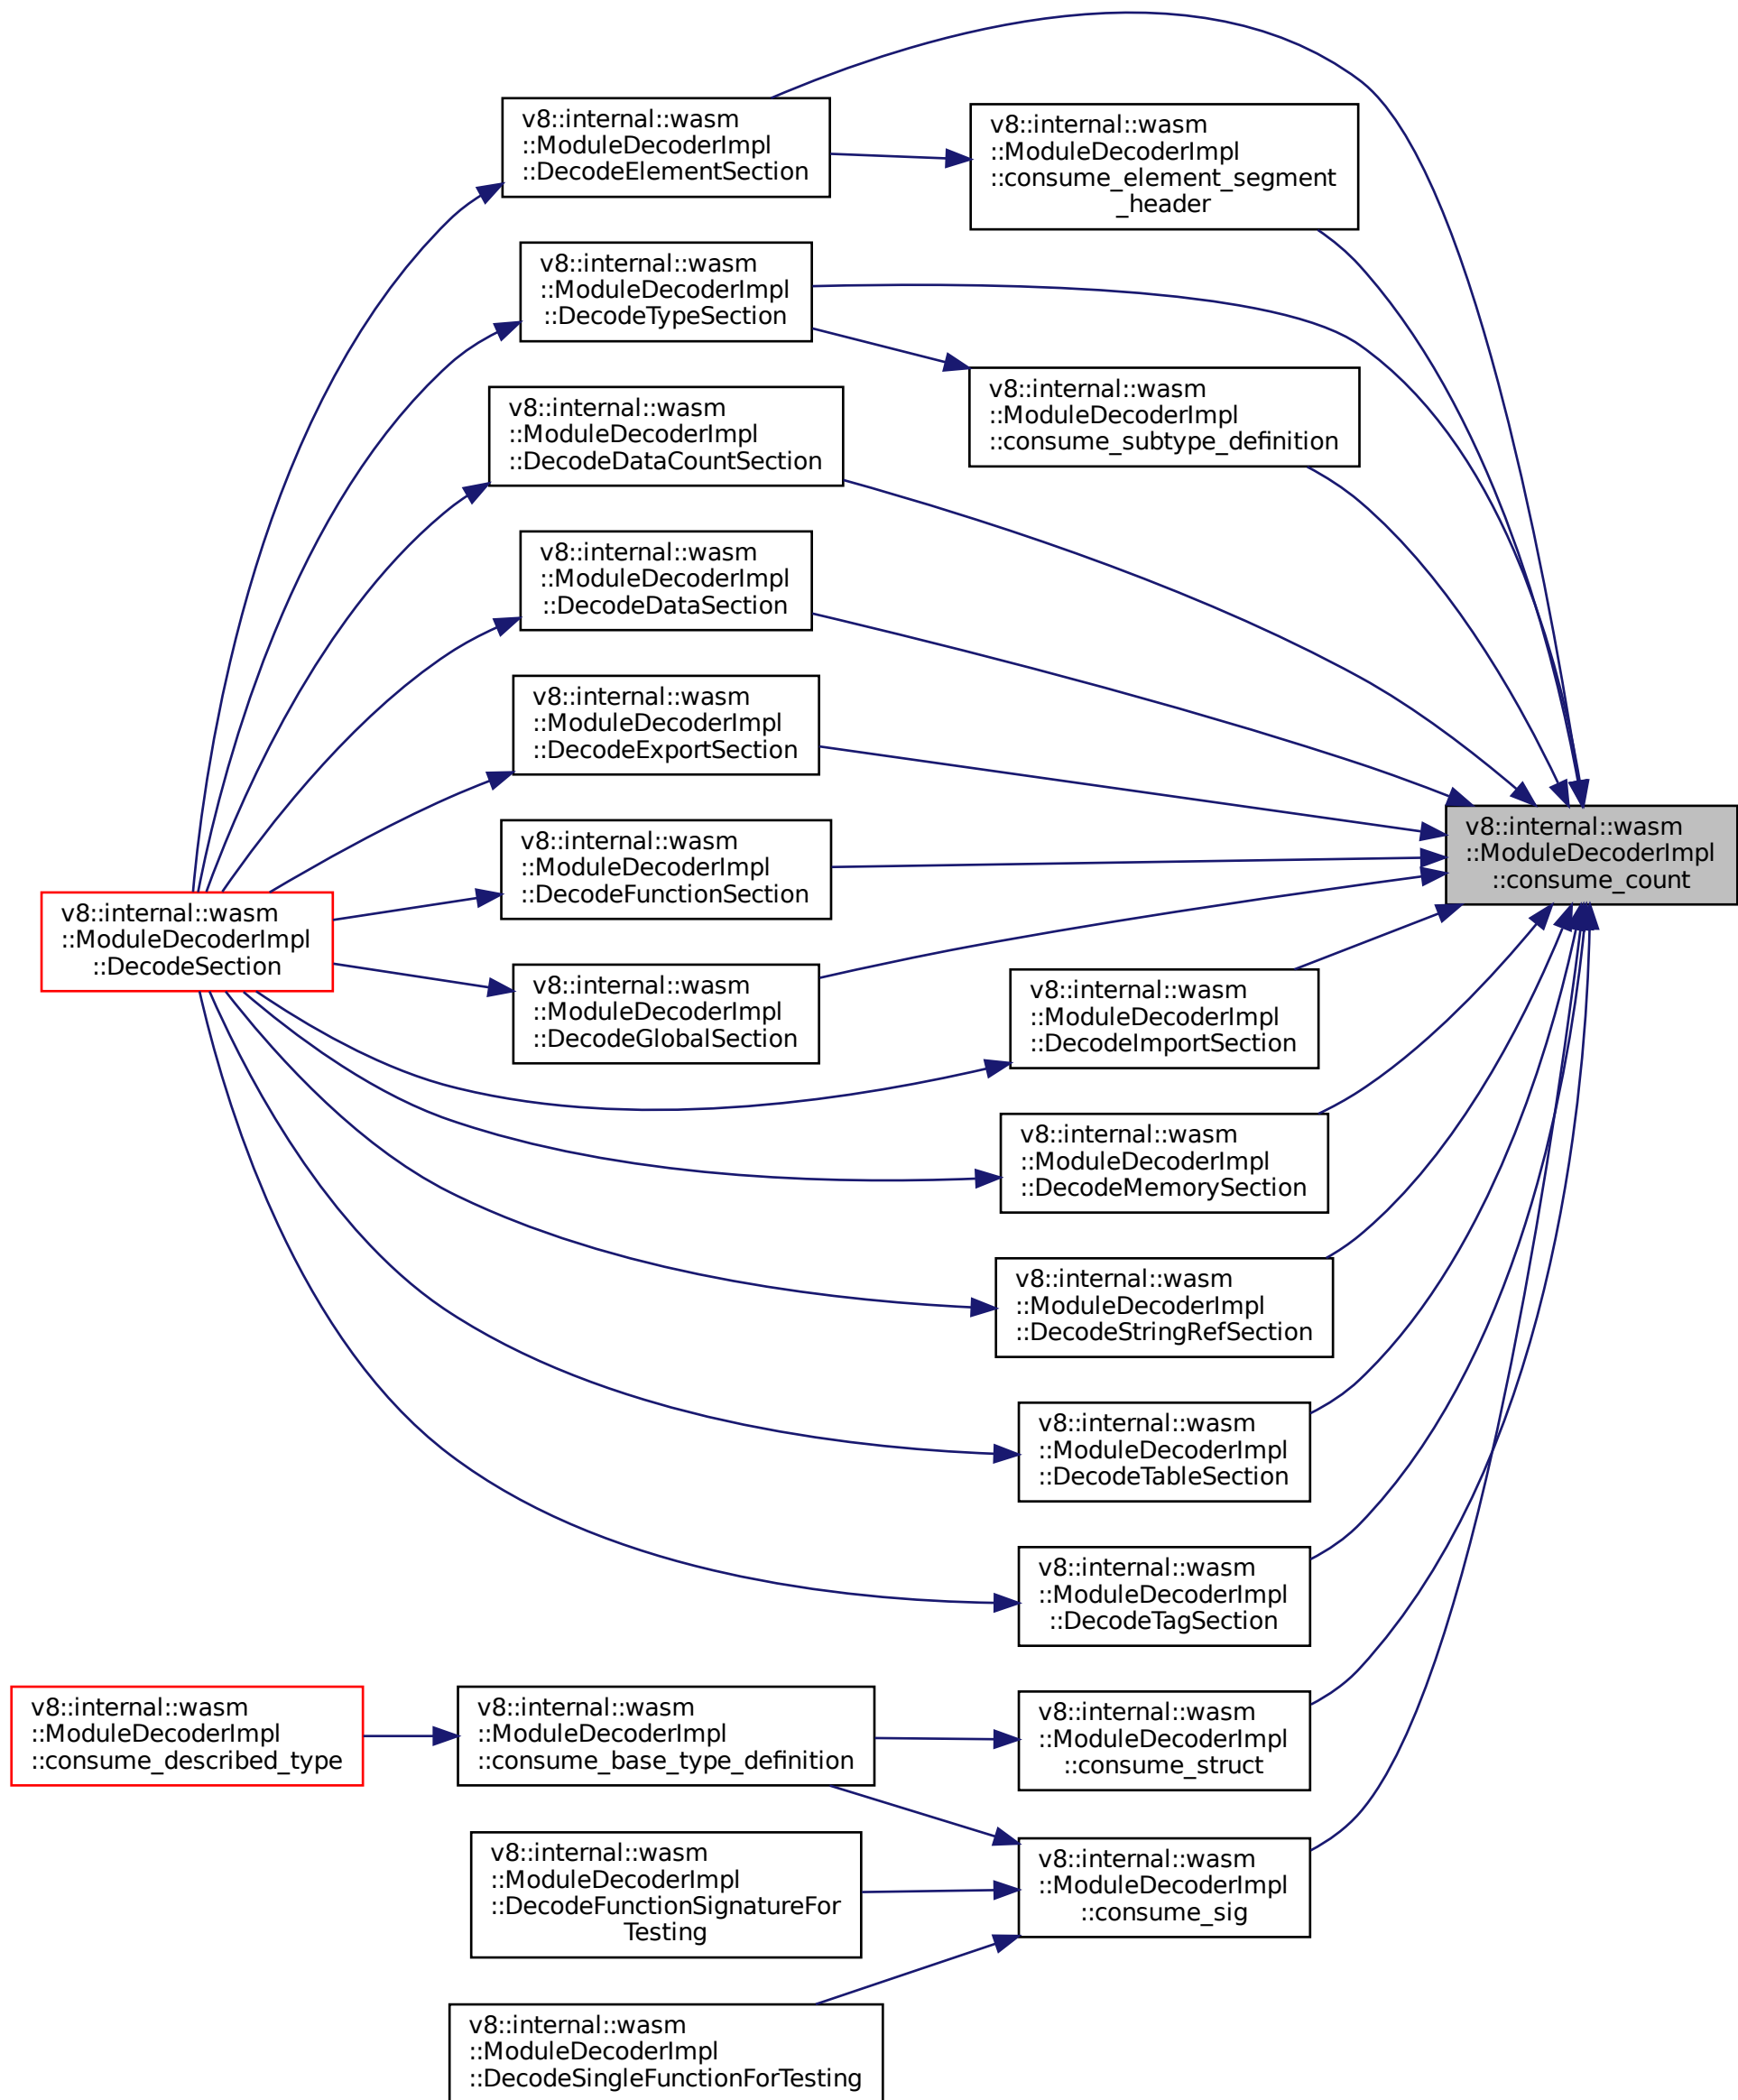 v8::internal::wasm
::ModuleDecoderImpl
::DecodeElementSection
v8::internal::wasm
::ModuleDecoderImpl
::consume_element_segment
_header
v8::internal::wasm
::ModuleDecoderImpl
::DecodeTypeSection
v8::internal::wasm
::ModuleDecoderImpl
::consume_subtype_definition
v8::internal::wasm
::ModuleDecoderImpl
::DecodeDataCountSection
v8::internal::wasm
::ModuleDecoderImpl
::DecodeDataSection
v8::internal::wasm
::ModuleDecoderImpl
::DecodeExportSection
v8::internal::wasm
::ModuleDecoderImpl
::consume_count
v8::internal::wasm
::ModuleDecoderImpl
::DecodeFunctionSection
v8::internal::wasm
::ModuleDecoderImpl
::DecodeSection
v8::internal::wasm
::ModuleDecoderImpl
::DecodeGlobalSection
v8::internal::wasm
::ModuleDecoderImpl
::DecodeImportSection
v8::internal::wasm
::ModuleDecoderImpl
::DecodeMemorySection
v8::internal::wasm
::ModuleDecoderImpl
::DecodeStringRefSection
v8::internal::wasm
::ModuleDecoderImpl
::DecodeTableSection
v8::internal::wasm
::ModuleDecoderImpl
::DecodeTagSection
v8::internal::wasm
::ModuleDecoderImpl
::consume_described_type
v8::internal::wasm
::ModuleDecoderImpl
::consume_base_type_definition
v8::internal::wasm
::ModuleDecoderImpl
::consume_struct
v8::internal::wasm
::ModuleDecoderImpl
::DecodeFunctionSignatureFor
Testing
v8::internal::wasm
::ModuleDecoderImpl
::consume_sig
v8::internal::wasm
::ModuleDecoderImpl
::DecodeSingleFunctionForTesting